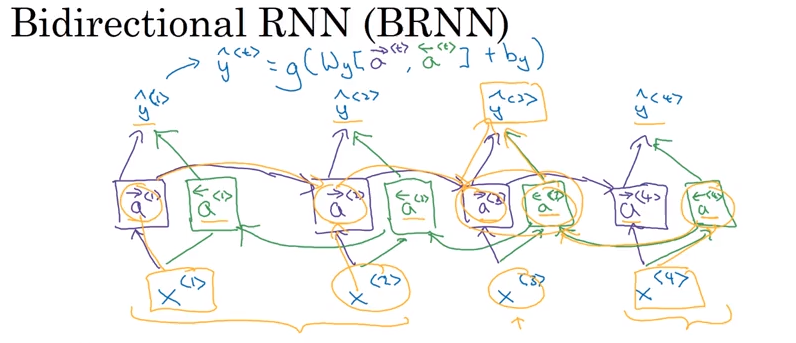 Bidirectional RNN (BRNN)
ŷ^<t> = g(W_y[a→^<t>, a←^<t>] + b_y)
ŷ^<1> ŷ^<2> ŷ^<3> ŷ^<4>
a→^<1> a←^<1> a→^<2> a←^<2> a→^<3> a←^<3> a→^<4> a←^<4>
x^<1> x^<2> x^<3> x^<4>